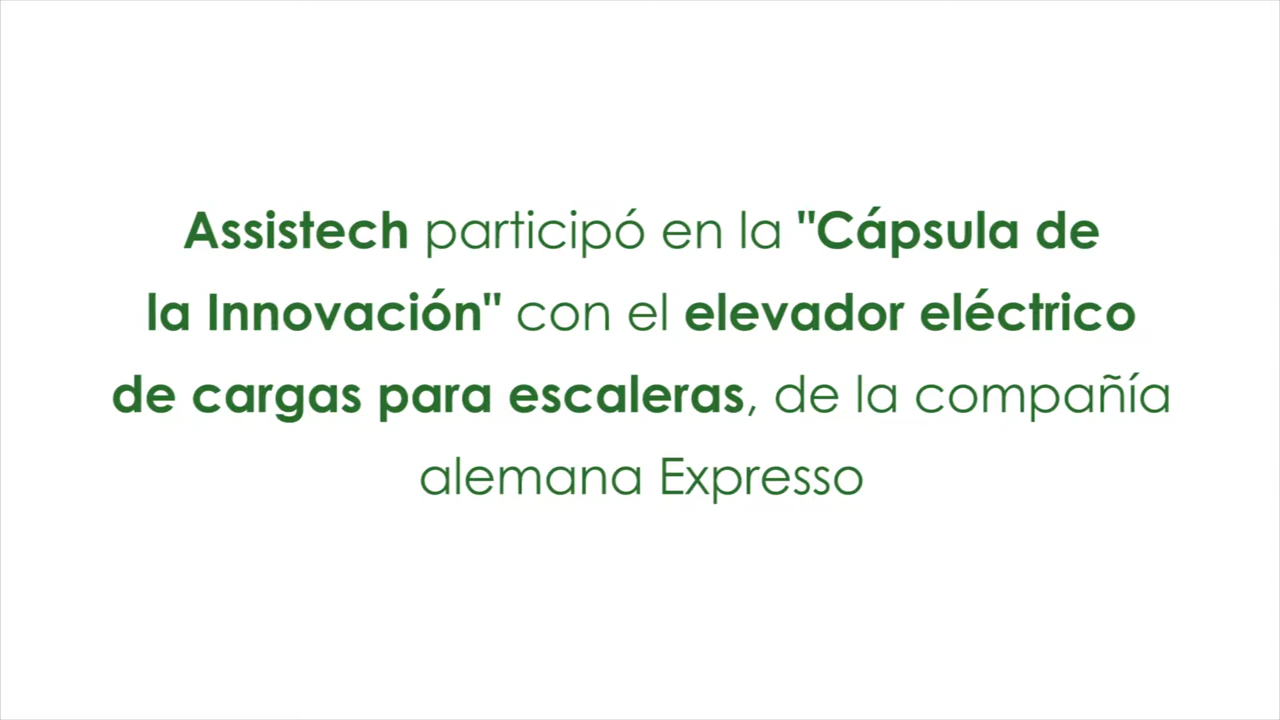 Assistech participó en la "Cápsula de
la Innovación" con el elevador eléctrico
de cargas para escaleras, de la compañía
alemana Expresso